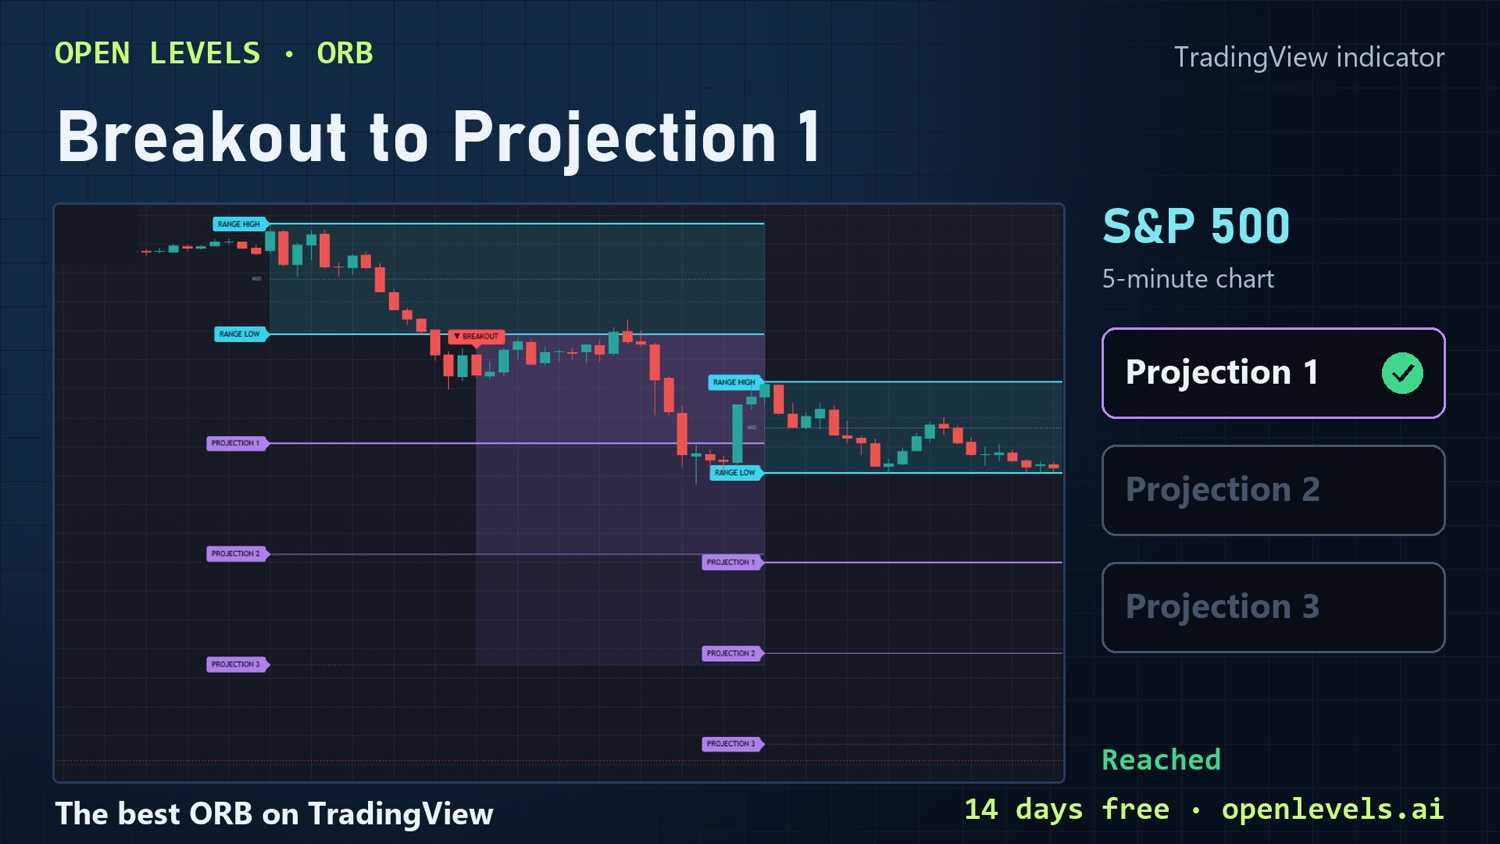 OPEN LEVELS · ORB
TradingView indicator
Breakout to Projection 1
RANGE HIGH
MID
RANGE LOW
▼ BREAKOUT
PROJECTION 1
PROJECTION 2
PROJECTION 3
RANGE HIGH
MID
RANGE LOW
PROJECTION 1
PROJECTION 2
PROJECTION 3
S&P 500
5-minute chart
Projection 1
Projection 2
Projection 3
Reached
The best ORB on TradingView
14 days free · openlevels.ai